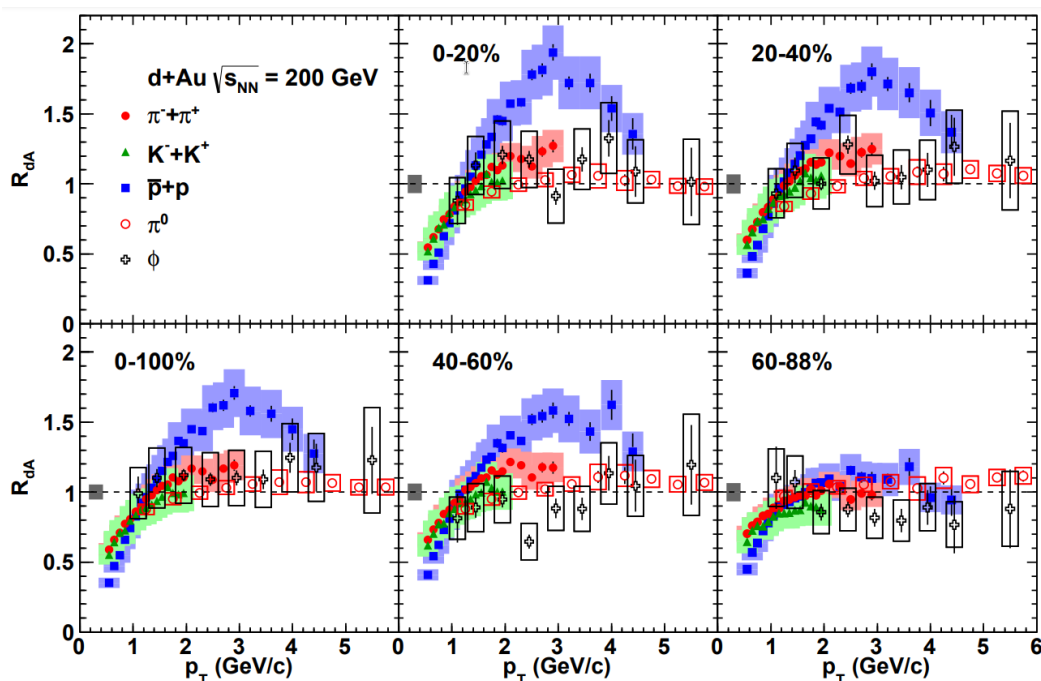 2
1.5
1
0.5
0
R_dA
d+Au √s_NN = 200 GeV
π⁻+π⁺
K⁻+K⁺
p̅+p
π⁰
ϕ
0-20%
20-40%
2
1.5
1
0.5
0
R_dA
0-100%
40-60%
60-88%
0 1 2 3 4 5
0 1 2 3 4 5
0 1 2 3 4 5 6
p_T (GeV/c)
p_T (GeV/c)
p_T (GeV/c)